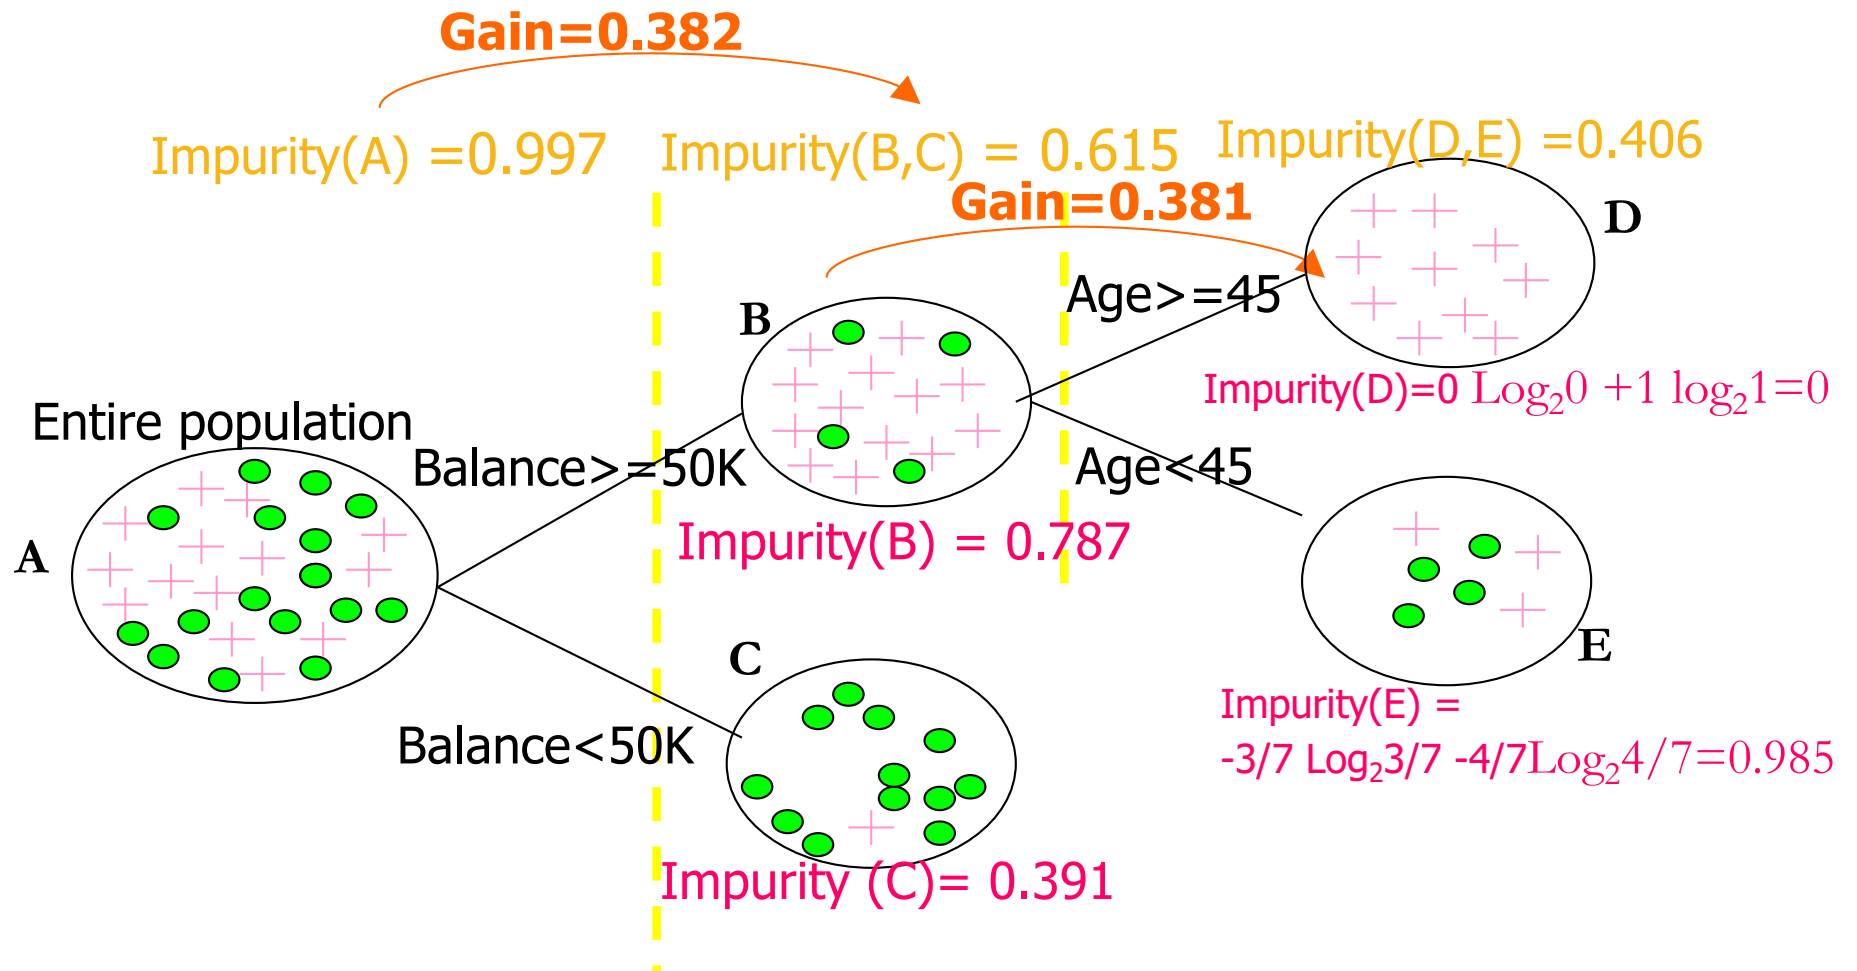 Gain=0.382
Impurity(A) =0.997
Impurity(B,C) = 0.615
Impurity(D,E) =0.406
Gain=0.381
D
Age>=45
B
Impurity(D)=0 Log₂0 +1 log₂1=0
Entire population
Balance>=50K
Age<45
Impurity(B) = 0.787
A
C
E
Impurity(E) =
-3/7 Log₂3/7 -4/7Log₂4/7=0.985
Balance<50K
Impurity (C)= 0.391